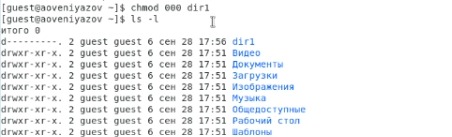 [guest@aoveniyazov ~]$ chmod 000 dir1
[guest@aoveniyazov ~]$ ls -l
итого 0
d---------. 2 guest guest 6 сен 28 17:56 dir1
drwxr-xr-x. 2 guest guest 6 сен 28 17:51 Видео
drwxr-xr-x. 2 guest guest 6 сен 28 17:51 Документы
drwxr-xr-x. 2 guest guest 6 сен 28 17:51 Загрузки
drwxr-xr-x. 2 guest guest 6 сен 28 17:51 Изображения
drwxr-xr-x. 2 guest guest 6 сен 28 17:51 Музыка
drwxr-xr-x. 2 guest guest 6 сен 28 17:51 Общедоступные
drwxr-xr-x. 2 guest guest 6 сен 28 17:51 Рабочий стол
drwxr-xr-x. 2 guest guest 6 сен 28 17:51 Шаблоны